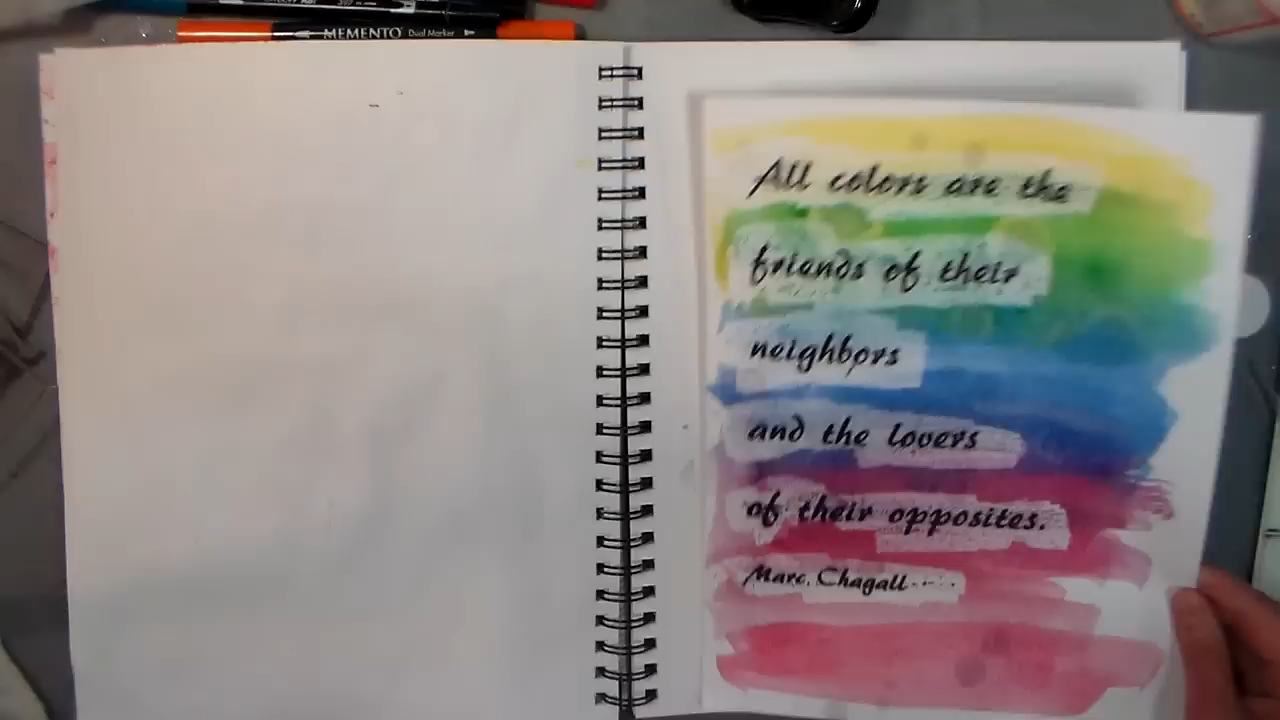 MEMENTO Dual Marker
All colors are the
friends of their
neighbors
and the lovers
of their opposites.
Marc Chagall